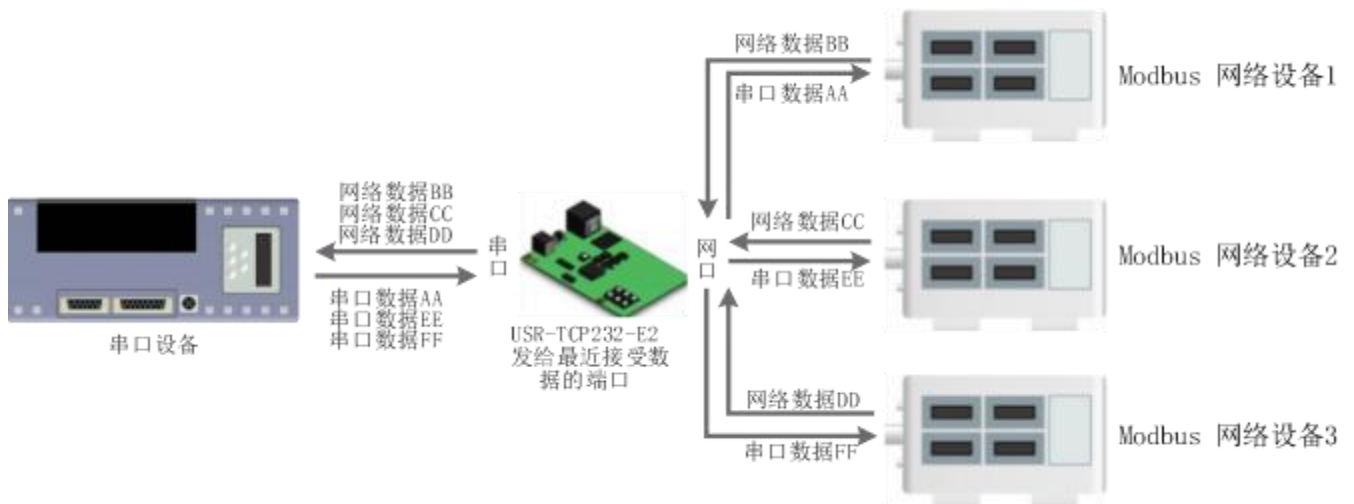 网络数据BB
串口数据AA
Modbus 网络设备1
网络数据BB
网络数据CC
网络数据DD
串口
网口
网络数据CC
串口数据EE
Modbus 网络设备2
串口数据AA
串口数据EE
串口数据FF
串口设备
USR-TCP232-E2
发给最近接受数
据的端口
网络数据DD
串口数据FF
Modbus 网络设备3